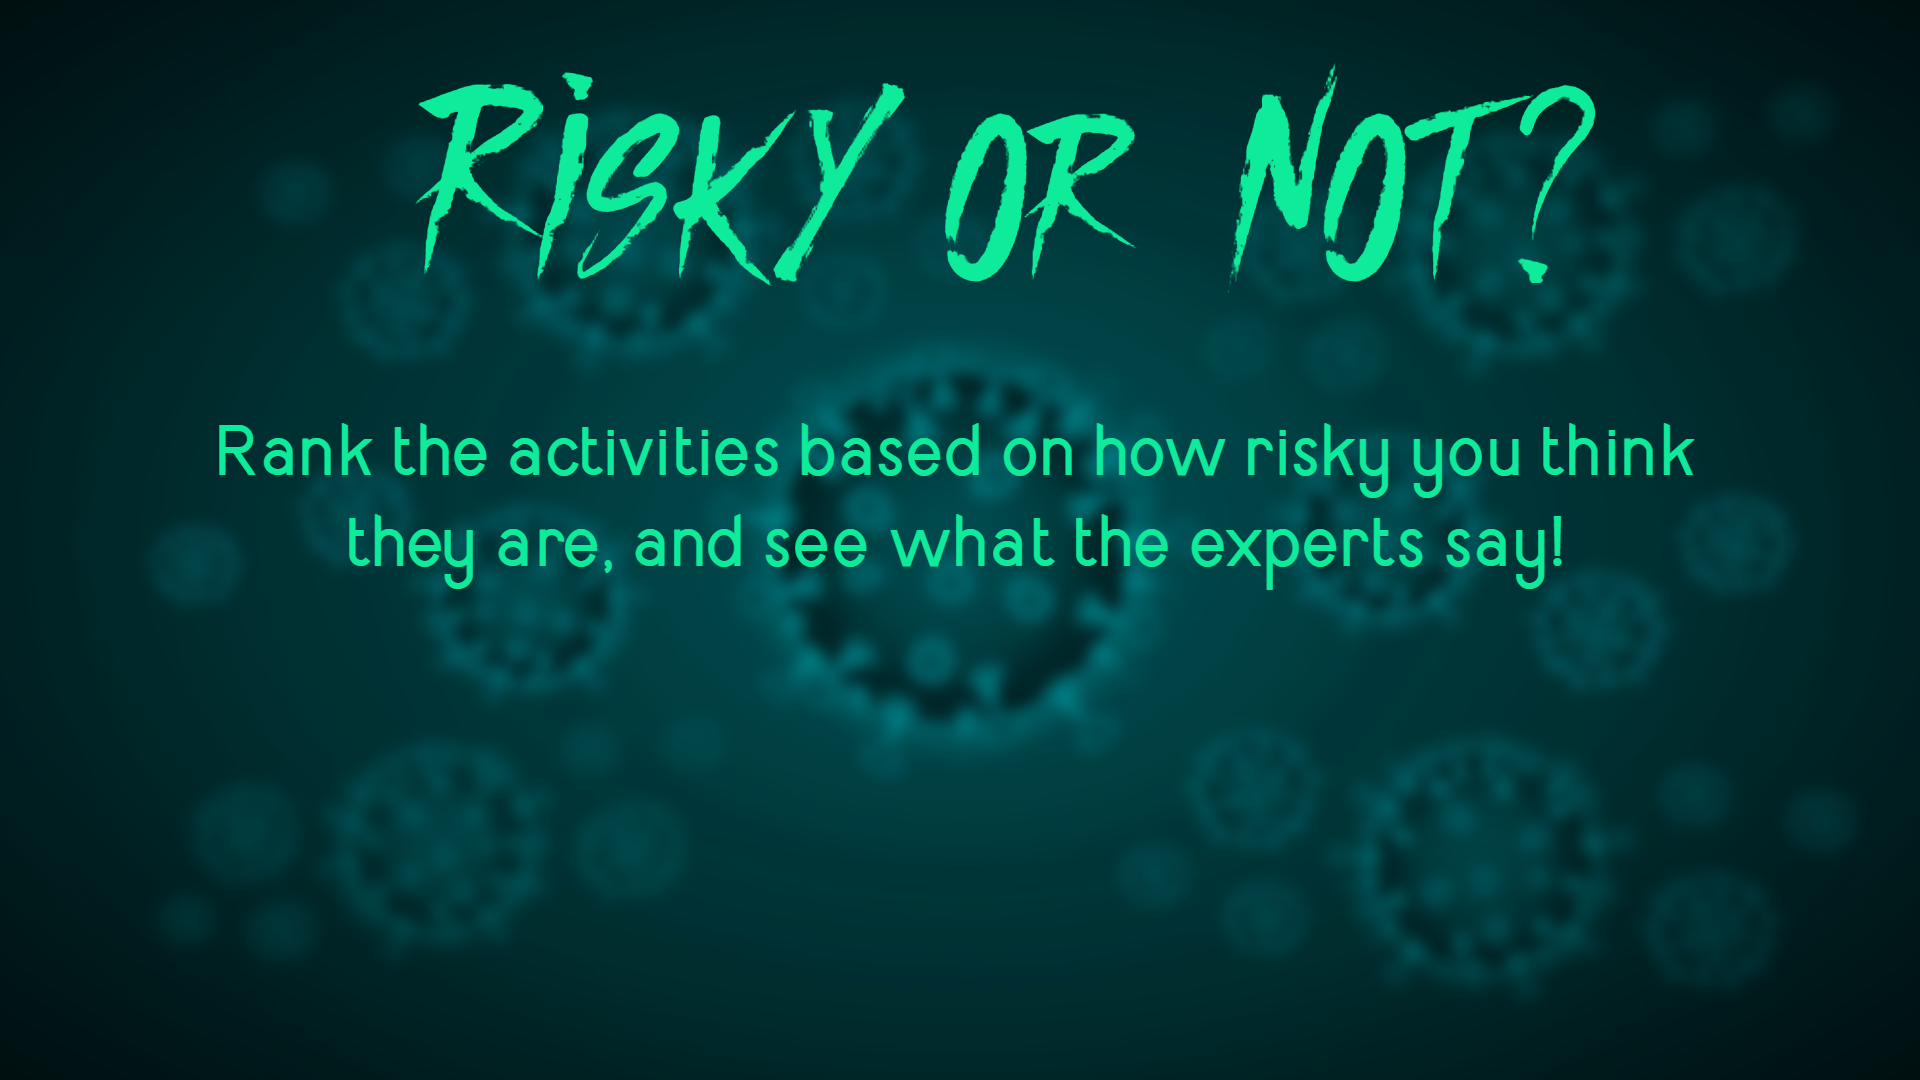 RiSKY OR NOT?
Rank the activities based on how risky you think
they are, and see what the experts say!